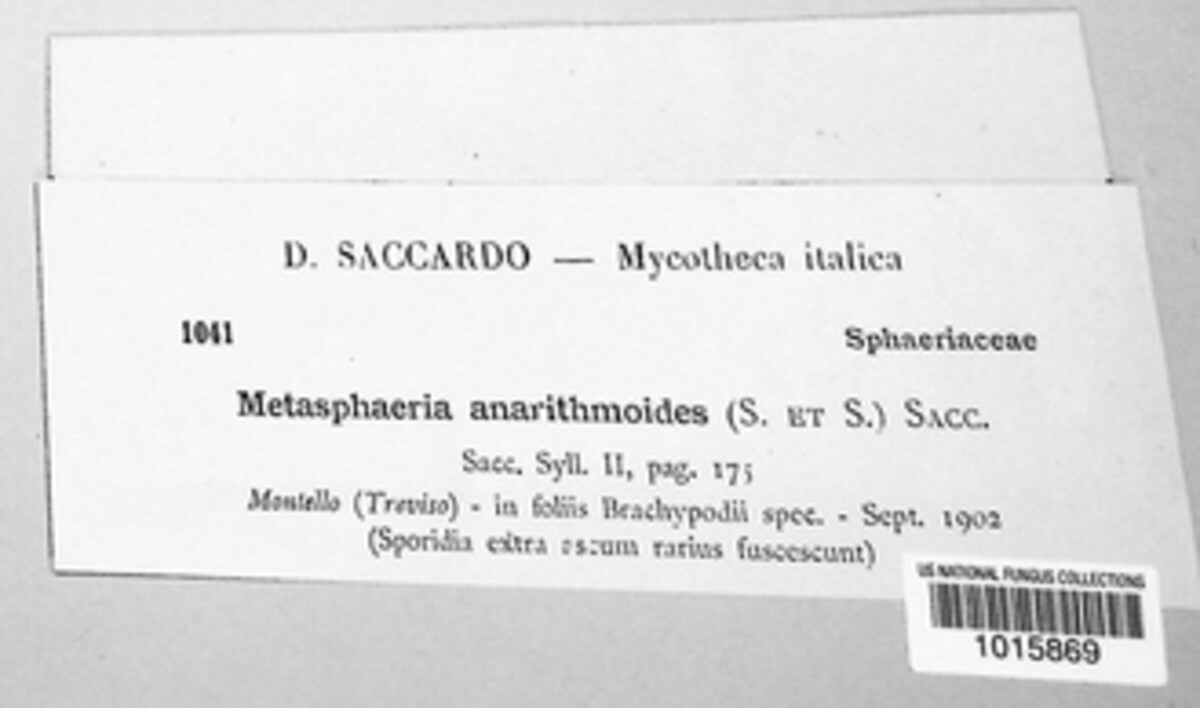 D. SACCARDO — Mycotheca italica
1041
Sphaeriaceae
Metasphaeria anarithmoides (S. ET S.) SACC.
Sacc. Syll. II, pag. 175
Montello (Treviso) - in foliis Brachypodii spec. - Sept. 1902
(Sporidia extra ascum rarius fuscescunt)
US NATIONAL FUNGUS COLLECTIONS
1015869